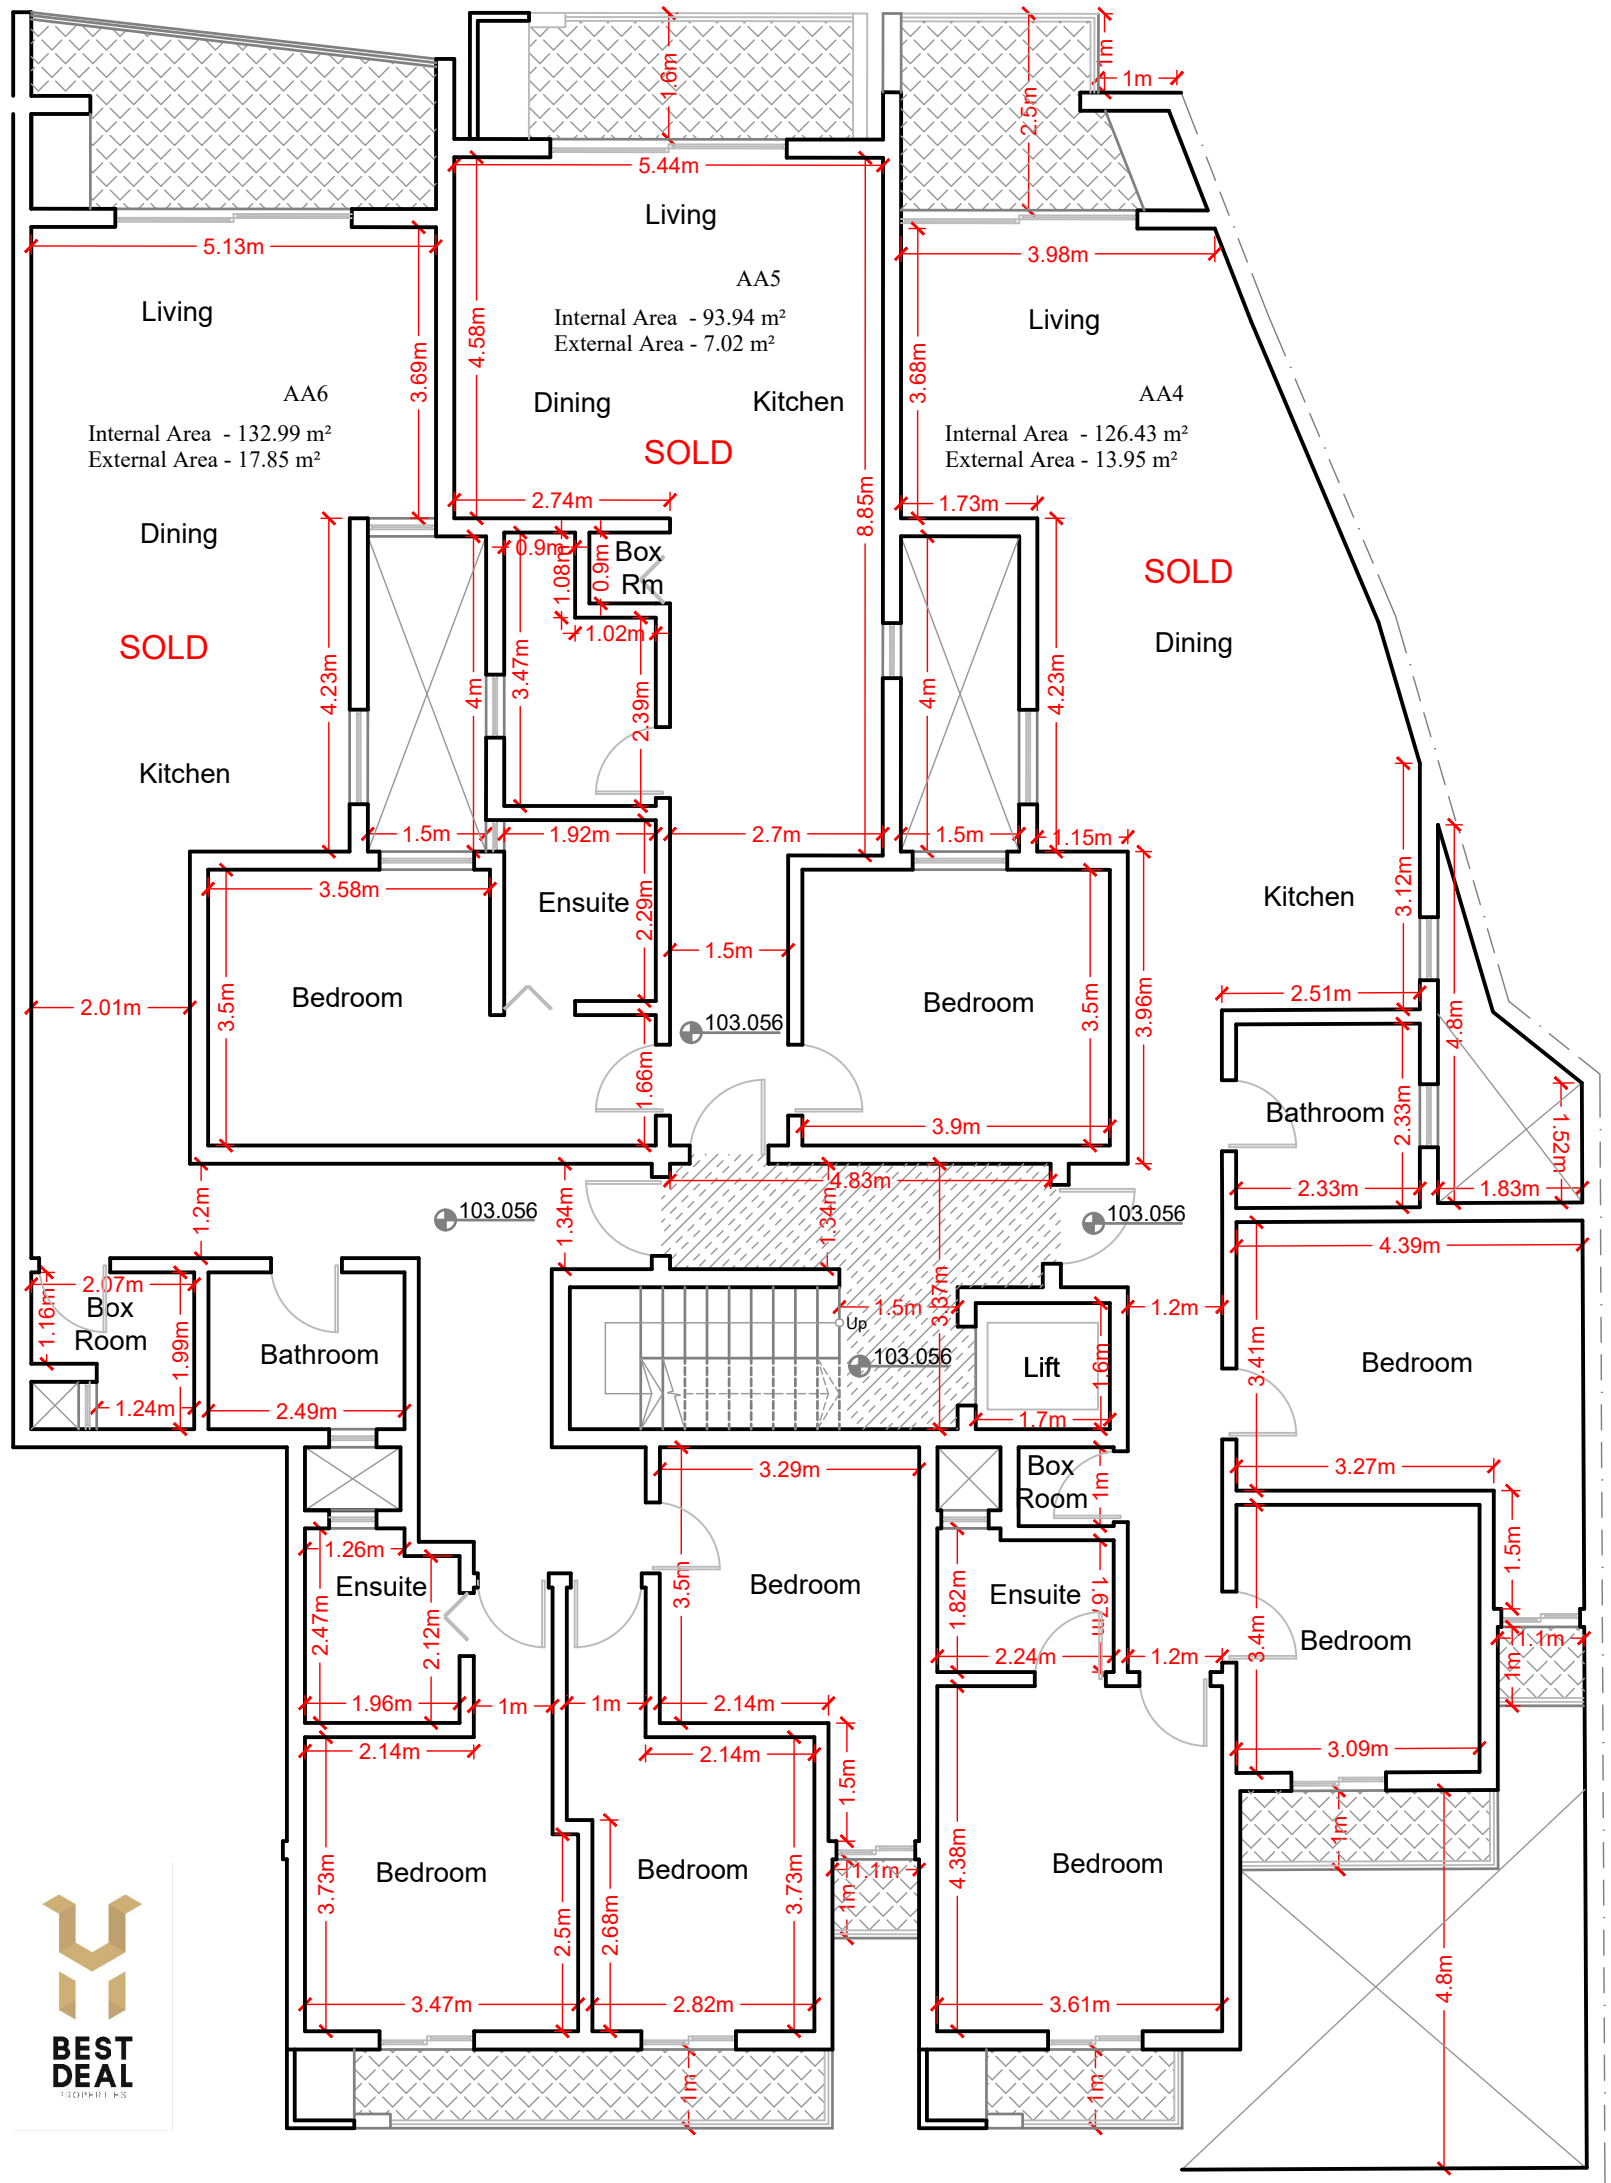 1.6m
2.5m
1m
1m
5.44m
Living
5.13m
3.98m
Living
AA5
Internal Area - 93.94 m²
External Area - 7.02 m²
Living
4.58m
3.69m
3.68m
AA6
Internal Area - 132.99 m²
External Area - 17.85 m²
Dining
Kitchen
AA4
Internal Area - 126.43 m²
External Area - 13.95 m²
SOLD
2.74m
1.73m
8.85m
Dining
0.9m
1.08m
0.9m
Box
Rm
SOLD
1.02m
Dining
SOLD
4.23m
4m
3.47m
2.39m
4m
4.23m
Kitchen
1.5m
1.92m
2.7m
1.5m
1.15m
3.58m
Ensuite
2.29m
Kitchen
3.12m
1.5m
Bedroom
3.5m
Bedroom
3.5m
3.96m
2.01m
2.51m
4.8m
103.056
1.66m
3.9m
Bathroom
2.33m
1.52m
4.83m
2.33m
1.83m
1.2m
1.34m
1.34m
103.056
103.056
4.39m
2.07m
Box
Room
1.16m
1.99m
3.37m
1.5m
Up
1.2m
Bathroom
103.056
Lift
1.6m
3.41m
Bedroom
1.24m
2.49m
1.7m
3.29m
Box
Room
1m
3.27m
1.26m
Ensuite
2.47m
2.12m
3.5m
Bedroom
1.82m
Ensuite
1.67m
1.5m
3.4m
Bedroom
1.1m
1m
2.24m
1.2m
1.96m
1m
1m
2.14m
2.14m
2.14m
1.5m
3.09m
1m
Bedroom
3.73m
2.5m
2.68m
Bedroom
3.73m
1.1m
1m
4.38m
Bedroom
4.8m
3.47m
2.82m
3.61m
1m
1m
BEST
DEAL
PROPERTIES